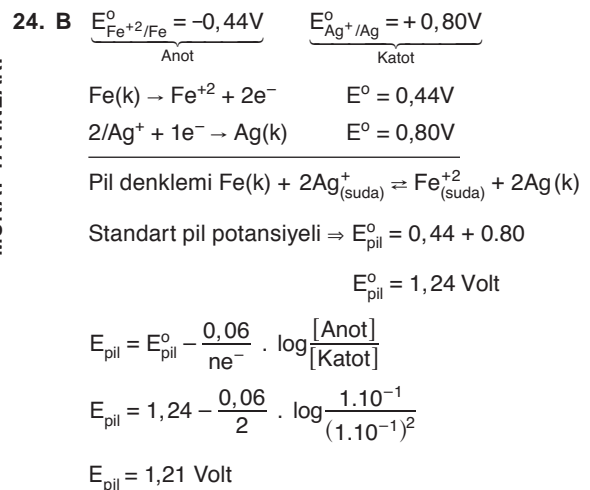 24. B E°Fe+2/Fe = –0,44V E°Ag+/Ag = + 0,80V
Anot Katot
Fe(k) → Fe+2 + 2e– E° = 0,44V
2/Ag+ + 1e– → Ag(k) E° = 0,80V
Pil denklemi Fe(k) + 2Ag+(suda) ⇄ Fe+2(suda) + 2Ag(k)
Standart pil potansiyeli ⇒ E°pil = 0,44 + 0.80
E°pil = 1,24 Volt
Epil = E°pil – 0,06/ne– . log [Anot]/[Katot]
Epil = 1,24 – 0,06/2 . log 1.10–1/(1.10–1)2
Epil = 1,21 Volt